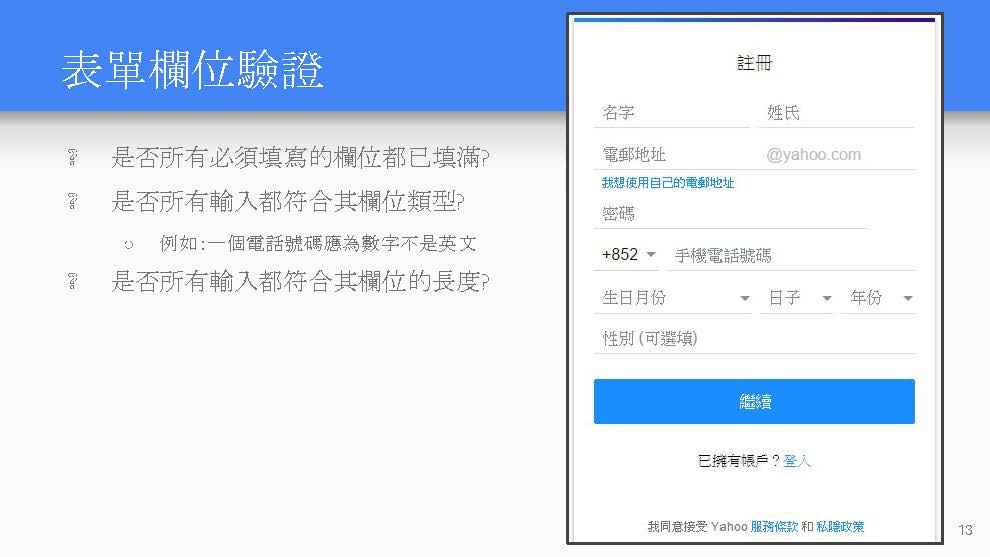 表單欄位驗證
是否所有必須填寫的欄位都已填滿?
是否所有輸入都符合其欄位類型?
例如:一個電話號碼應為數字不是英文
是否所有輸入都符合其欄位的長度?
註冊
名字 姓氏
電郵地址 @yahoo.com
我想使用自己的電郵地址
密碼
+852 手機電話號碼
生日月份 日子 年份
性別 (可選填)
繼續
已擁有帳戶？登入
我同意接受 Yahoo 服務條款 和 私隱政策
13